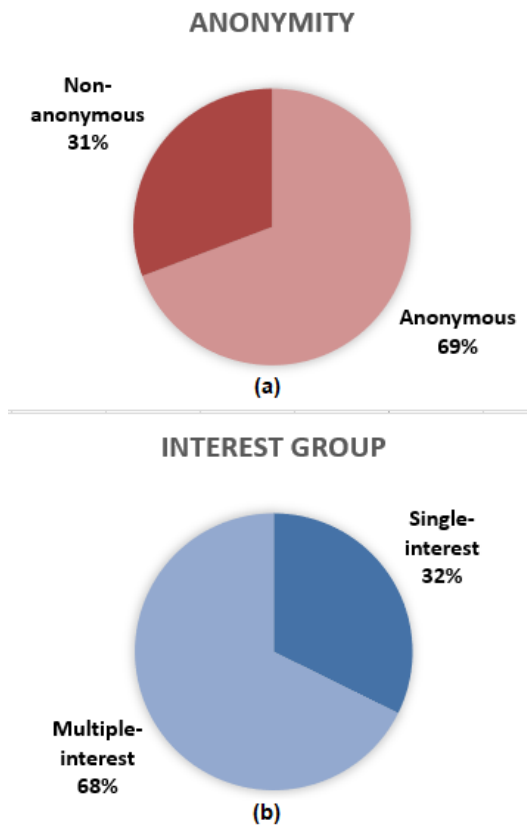 ANONYMITY
Non-
anonymous
31%
Anonymous
69%
(a)
INTEREST GROUP
Single-
interest
32%
Multiple-
interest
68%
(b)